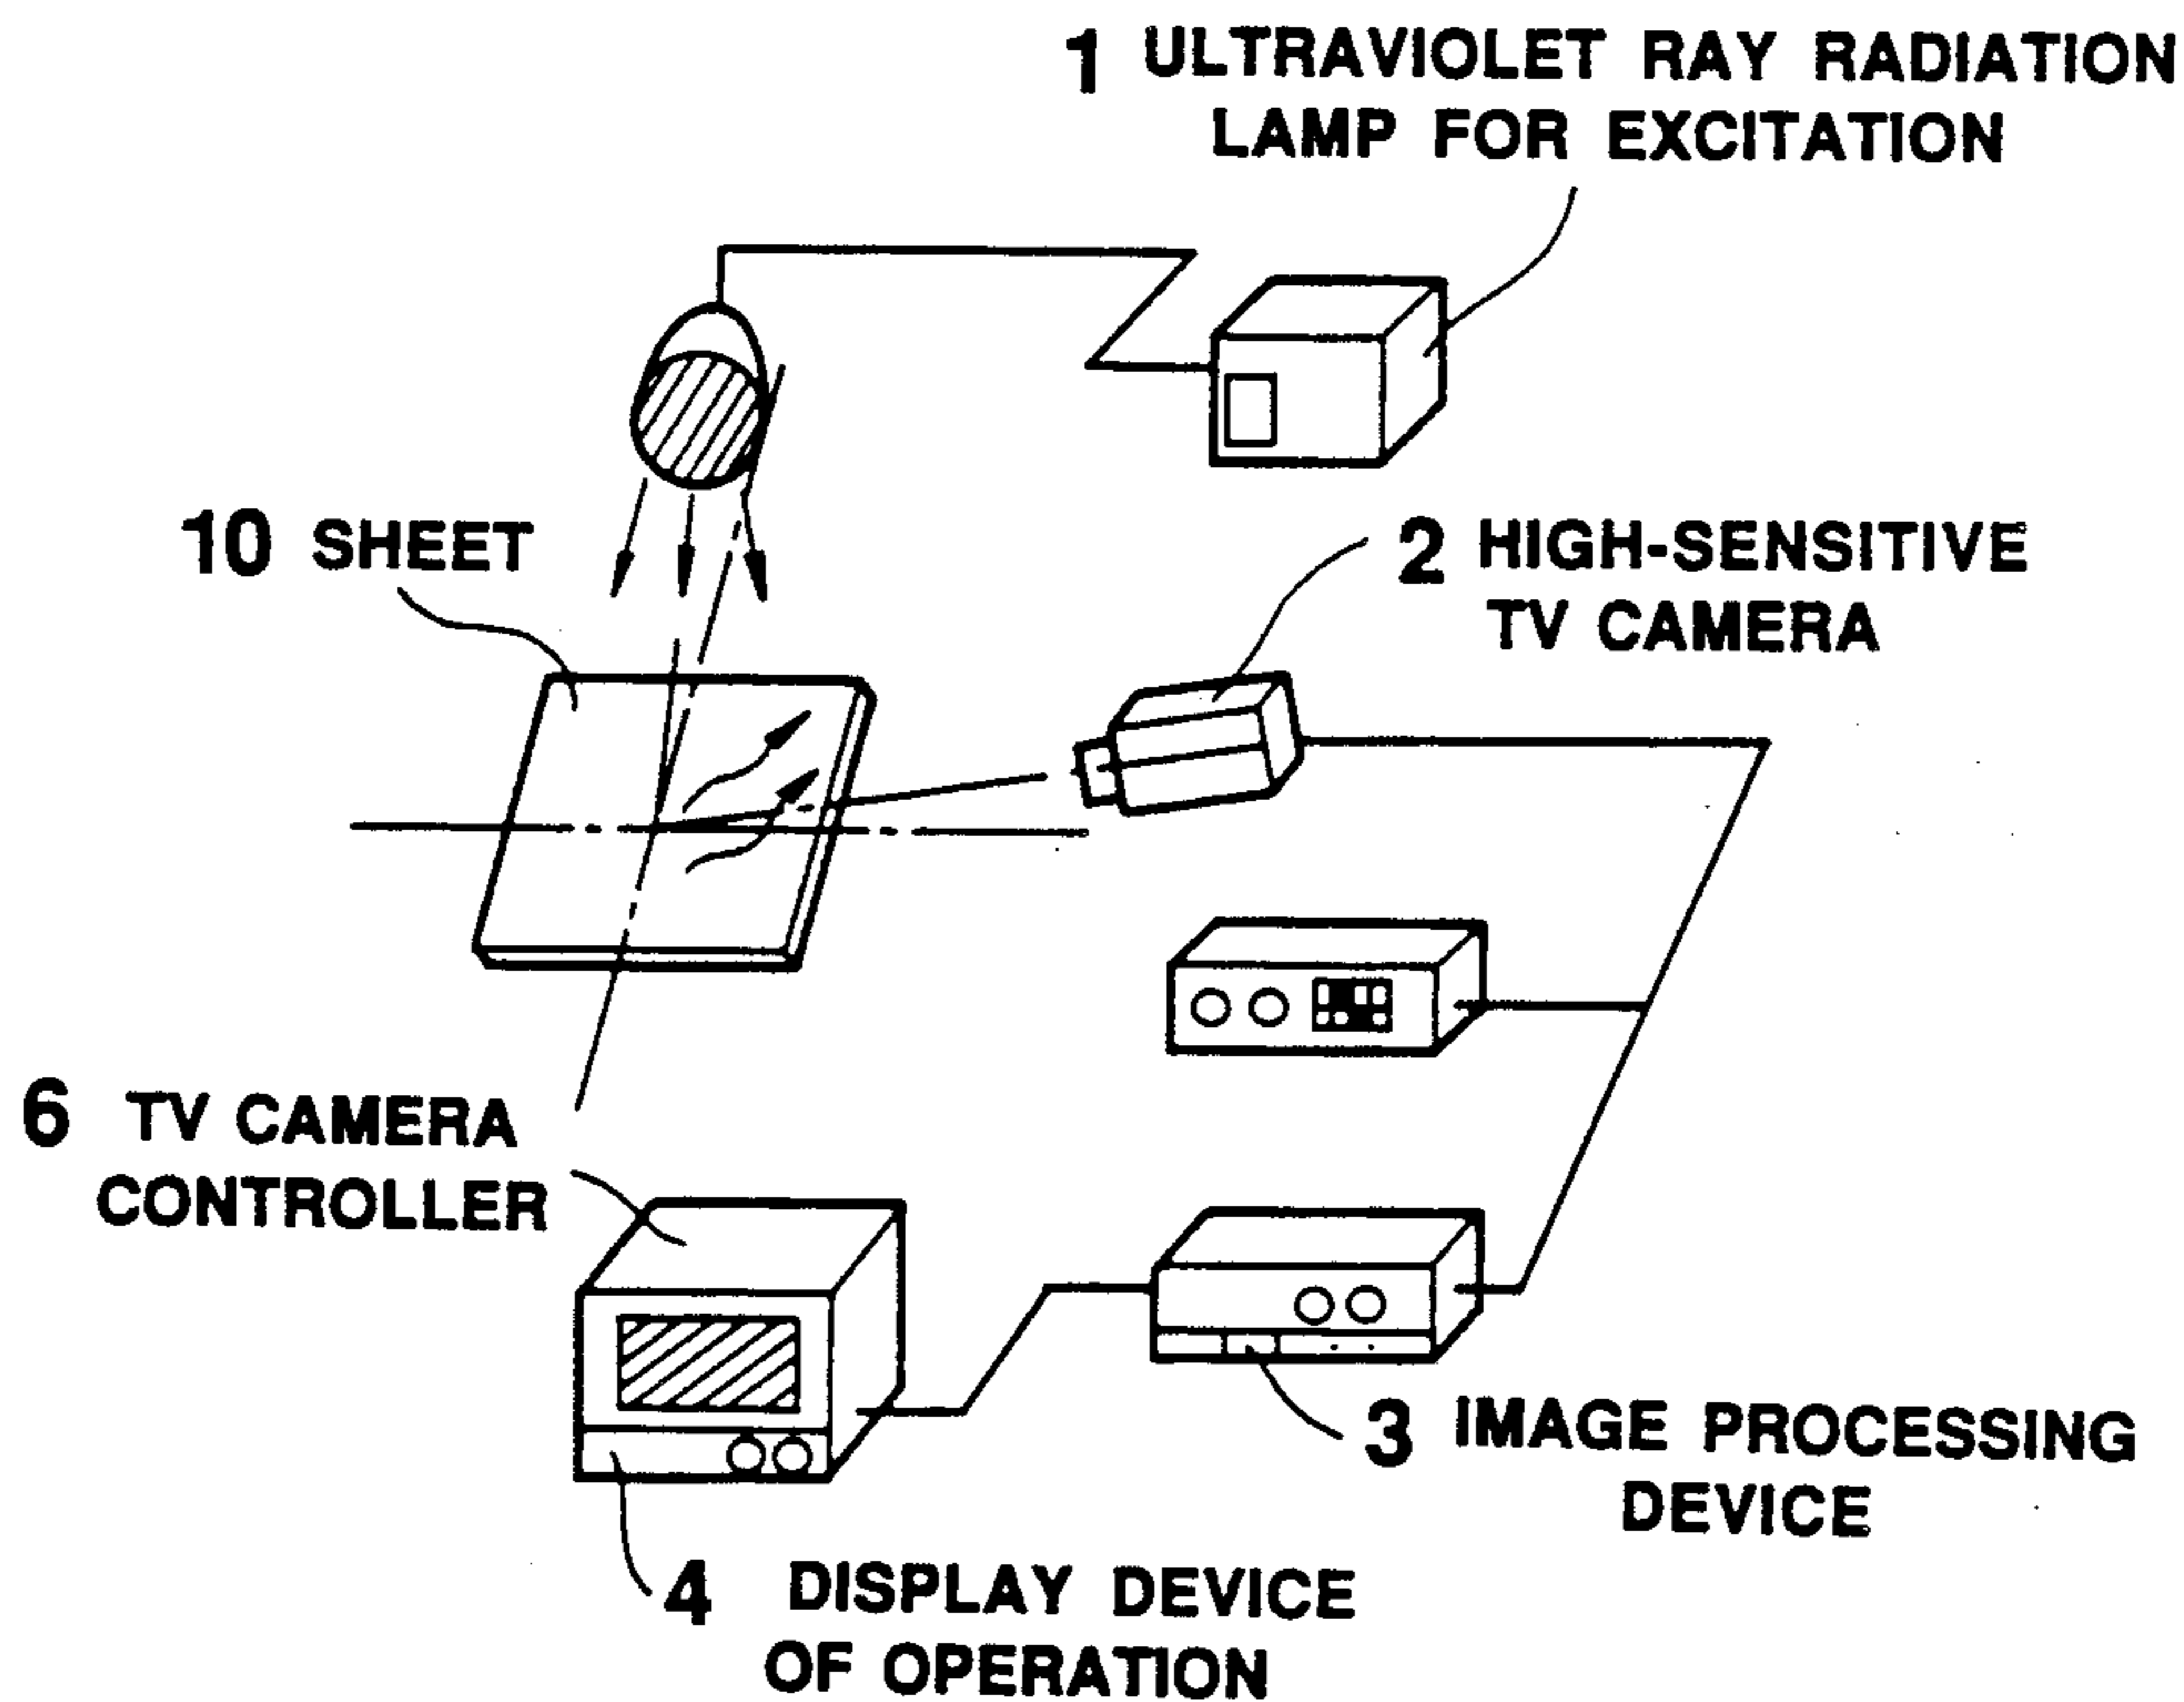 1 ULTRAVIOLET RAY RADIATION
LAMP FOR EXCITATION
10 SHEET
2 HIGH-SENSITIVE
TV CAMERA
6 TV CAMERA
CONTROLLER
3 IMAGE PROCESSING
DEVICE
4 DISPLAY DEVICE
OF OPERATION